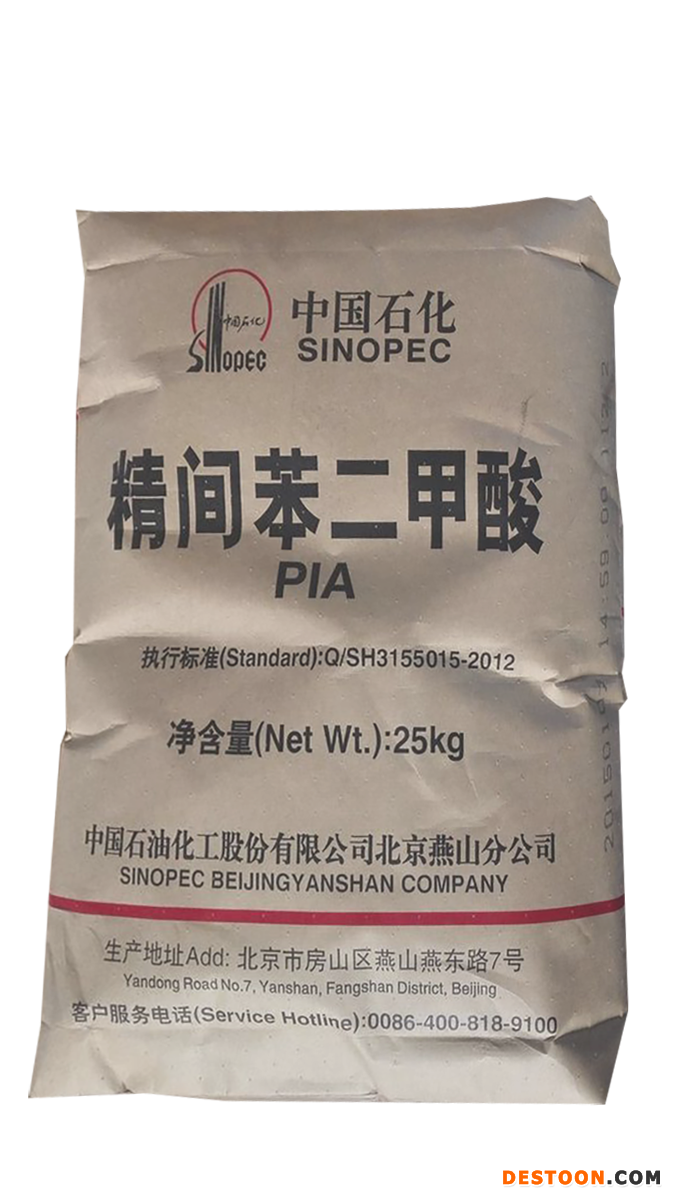 中国石化
SINOPEC
中国石化
SINOPEC
精间苯二甲酸
PIA
执行标准(Standard):Q/SH3155015-2012
净含量(Net Wt.):25kg
中国石油化工股份有限公司北京燕山分公司
SINOPEC BEIJINGYANSHAN COMPANY
生产地址Add: 北京市房山区燕山燕东路7号
Yandong Road No.7, Yanshan, Fangshan District, Beijing
客户服务电话(Service Hotline):0086-400-818-9100
DESTOON.COM